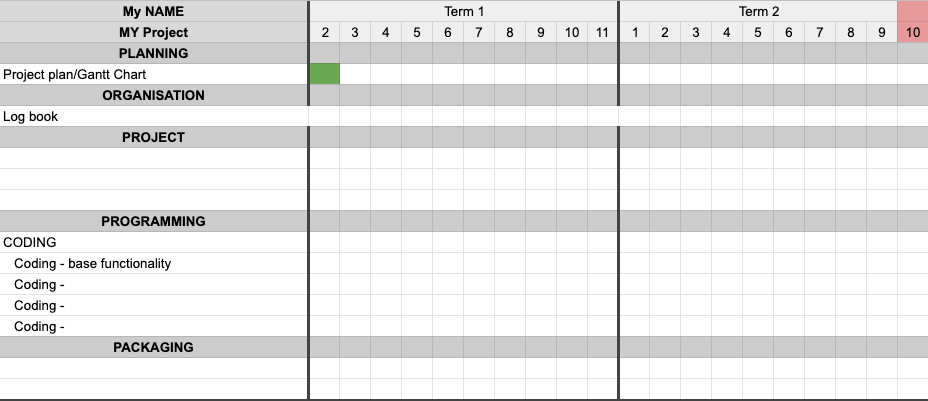 My NAME Term 1 Term 2
MY Project 2 3 4 5 6 7 8 9 10 11 1 2 3 4 5 6 7 8 9 10
PLANNING
Project plan/Gantt Chart
ORGANISATION
Log book
PROJECT
PROGRAMMING
CODING
Coding - base functionality
Coding -
Coding -
Coding -
PACKAGING